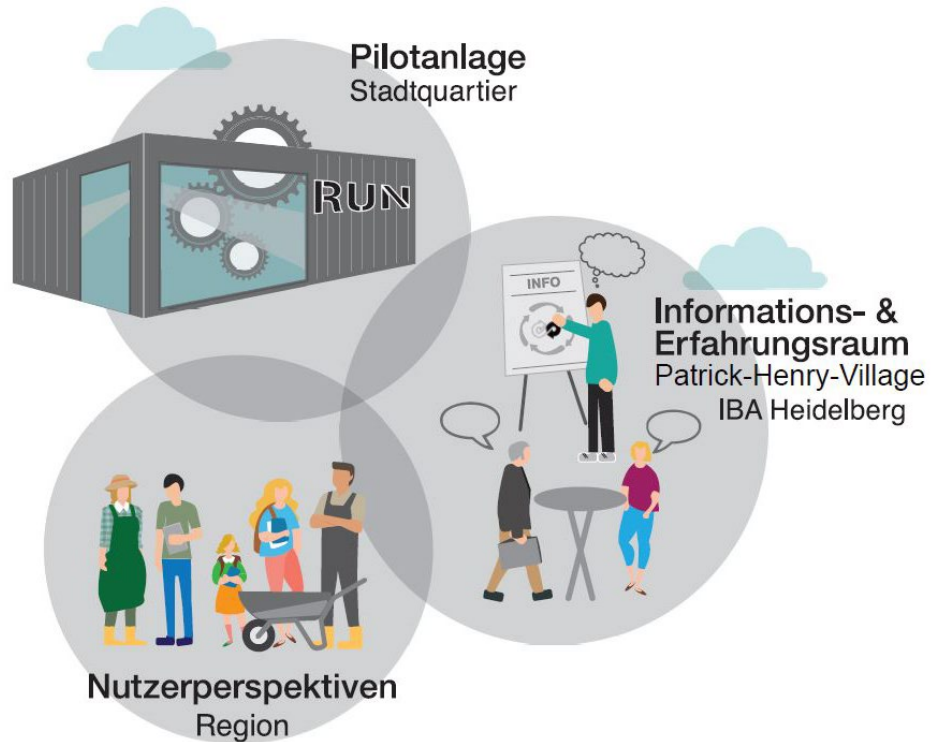 Pilotanlage
Stadtquartier
RUN
INFO
Informations- &
Erfahrungsraum
Patrick-Henry-Village
IBA Heidelberg
Nutzerperspektiven
Region